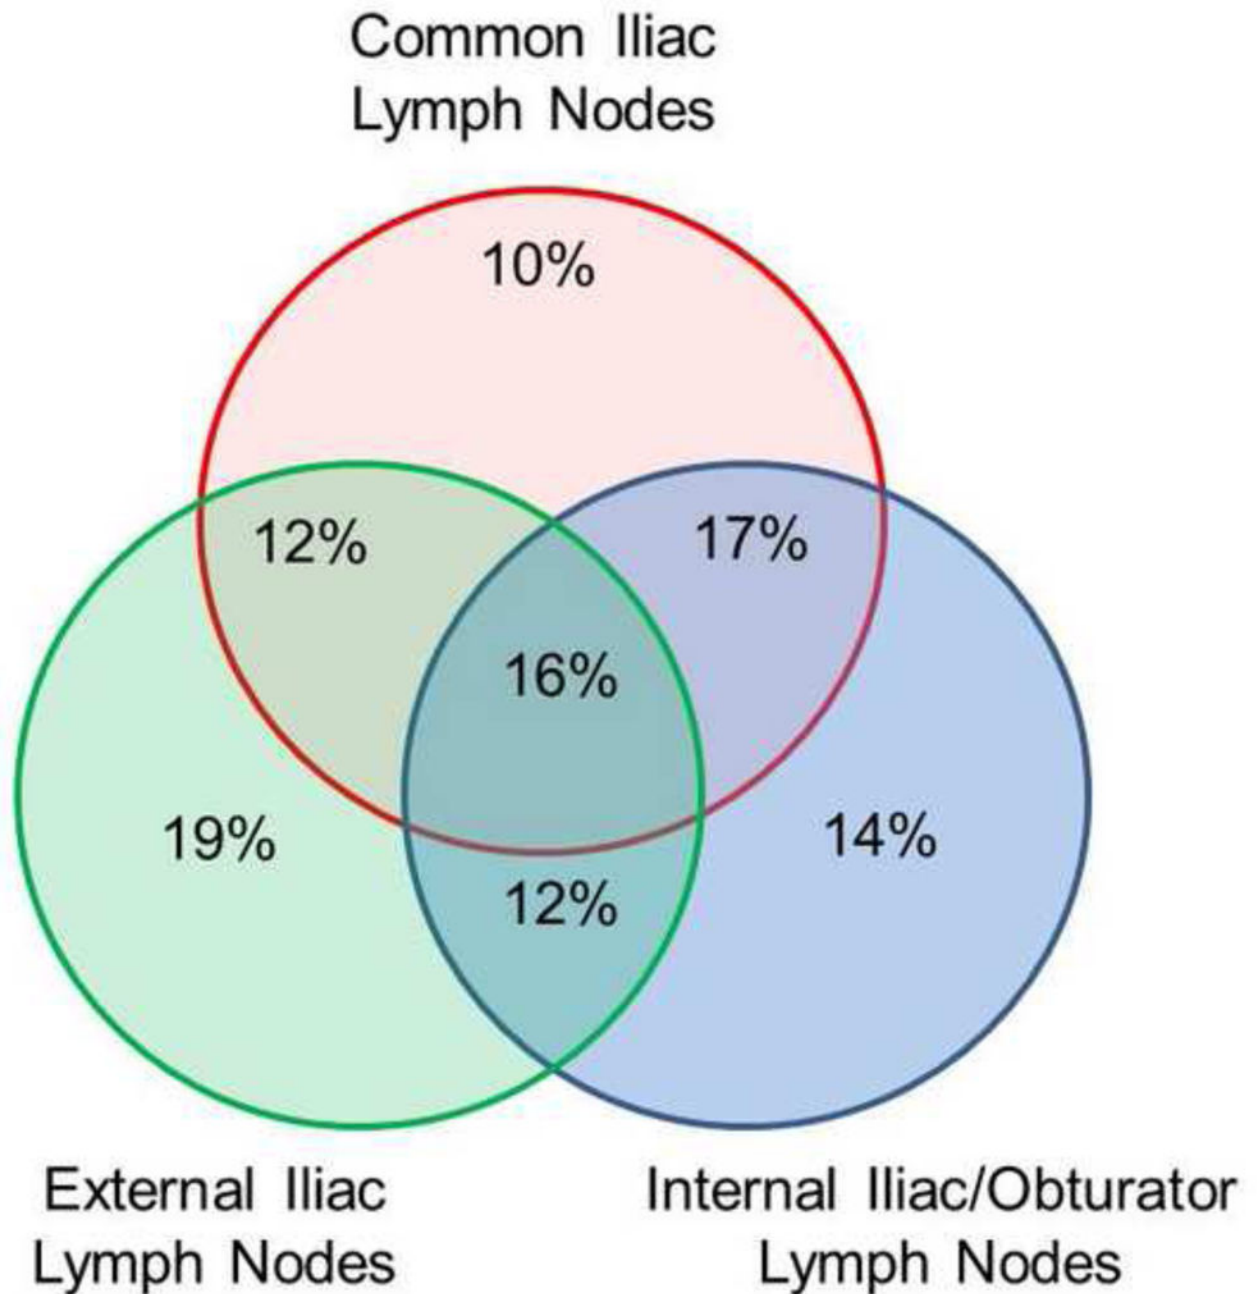 Common Iliac
Lymph Nodes
10%
12%
17%
16%
19%
14%
12%
External Iliac
Lymph Nodes
Internal Iliac/Obturator
Lymph Nodes